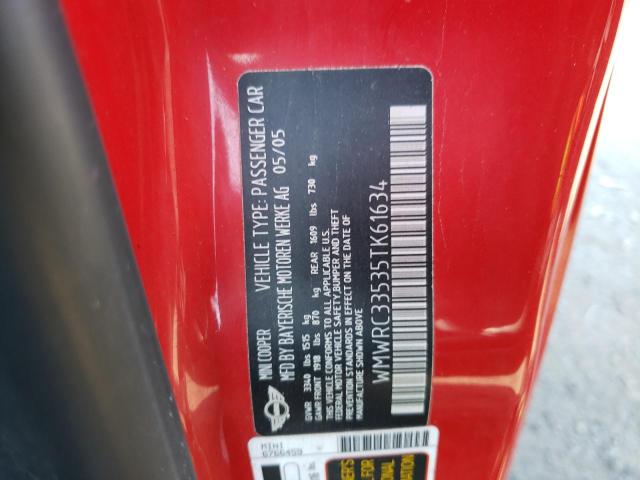 MINI COOPER VEHICLE TYPE: PASSENGER CAR
MFD BY BAYERISCHE MOTOREN WERKE AG 05/05
GVWR 3340 lbs 1515 kg
GAWR FRONT 1918 lbs 870 kg REAR 1609 lbs 730 kg
THIS VEHICLE CONFORMS TO ALL APPLICABLE U.S.
FEDERAL MOTOR VEHICLE SAFETY,BUMPER AND THEFT
PREVENTION STANDARDS IN EFFECT ON THE DATE OF
MANUFACTURE SHOWN ABOVE
WMWRC33535TK61634
MINI
6766459